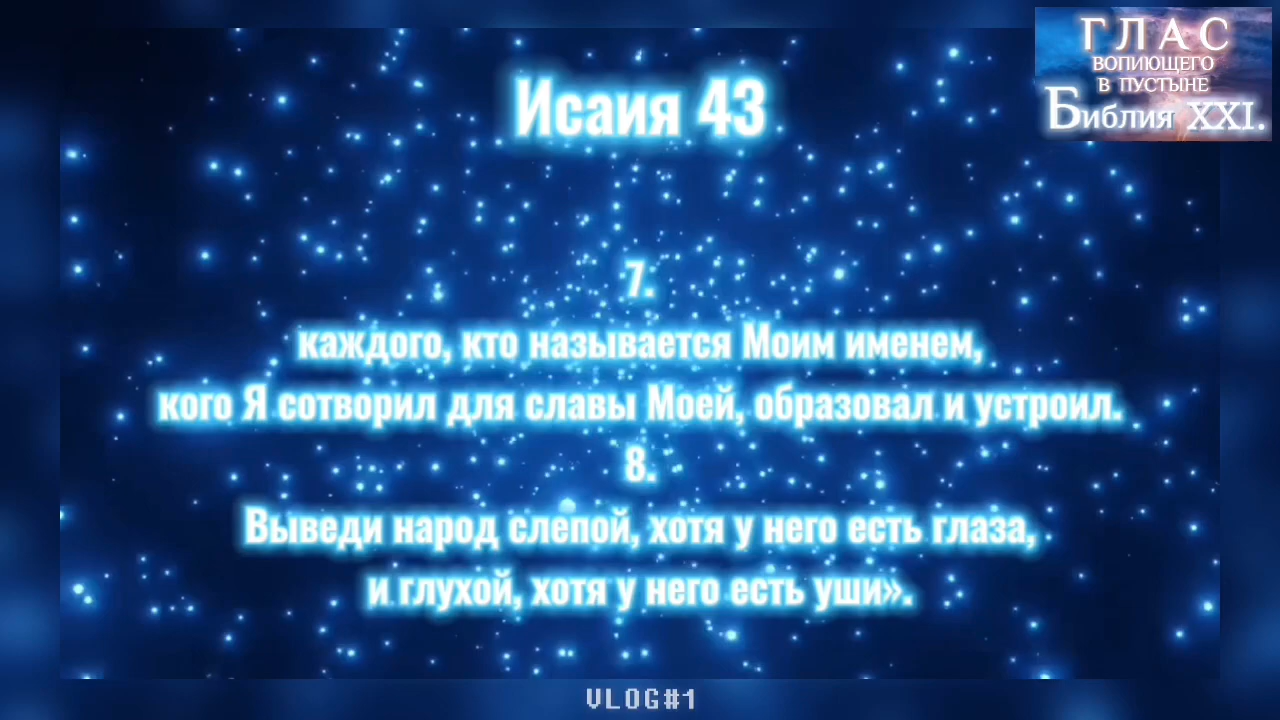 ГЛАС
ВОПИЮЩЕГО
В ПУСТЫНЕ
Библия XXI.
Исаия 43
7.
каждого, кто называется Моим именем,
кого Я сотворил для славы Моей, образовал и устроил.
8.
Выведи народ слепой, хотя у него есть глаза,
и глухой, хотя у него есть уши».
VLOG#1